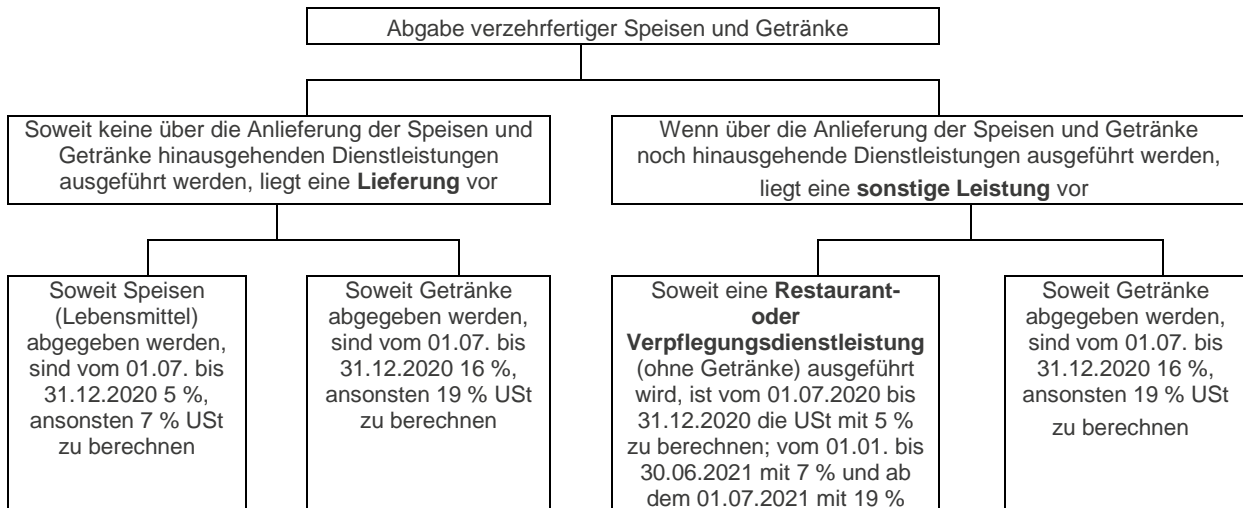 Abgabe verzehrfertiger Speisen und Getränke
Soweit keine über die Anlieferung der Speisen und
Getränke hinausgehenden Dienstleistungen
ausgeführt werden, liegt eine Lieferung vor
Wenn über die Anlieferung der Speisen und Getränke
noch hinausgehende Dienstleistungen ausgeführt werden,
liegt eine sonstige Leistung vor
Soweit Speisen
(Lebensmittel)
abgegeben werden,
sind vom 01.07. bis
31.12.2020 5 %,
ansonsten 7 % USt
zu berechnen
Soweit Getränke
abgegeben werden,
sind vom 01.07. bis
31.12.2020 16 %,
ansonsten 19 % USt
zu berechnen
Soweit eine Restaurant-
oder
Verpflegungsdienstleistung
(ohne Getränke) ausgeführt
wird, ist vom 01.07.2020 bis
31.12.2020 die USt mit 5 %
zu berechnen; vom 01.01. bis
30.06.2021 mit 7 % und ab
dem 01.07.2021 mit 19 %
Soweit Getränke
abgegeben werden,
sind vom 01.07. bis
31.12.2020 16 %,
ansonsten 19 % USt
zu berechnen